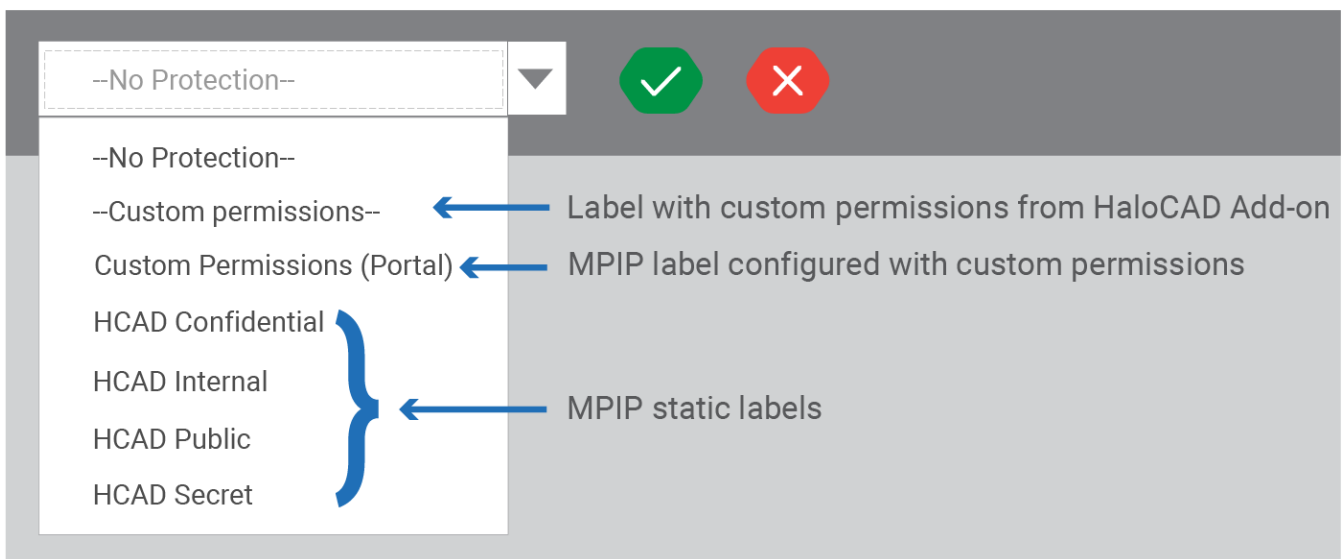 --No Protection--
--No Protection--
--Custom permissions--
Label with custom permissions from HaloCAD Add-on
Custom Permissions (Portal)
MPIP label configured with custom permissions
HCAD Confidential
HCAD Internal
HCAD Public
HCAD Secret
MPIP static labels